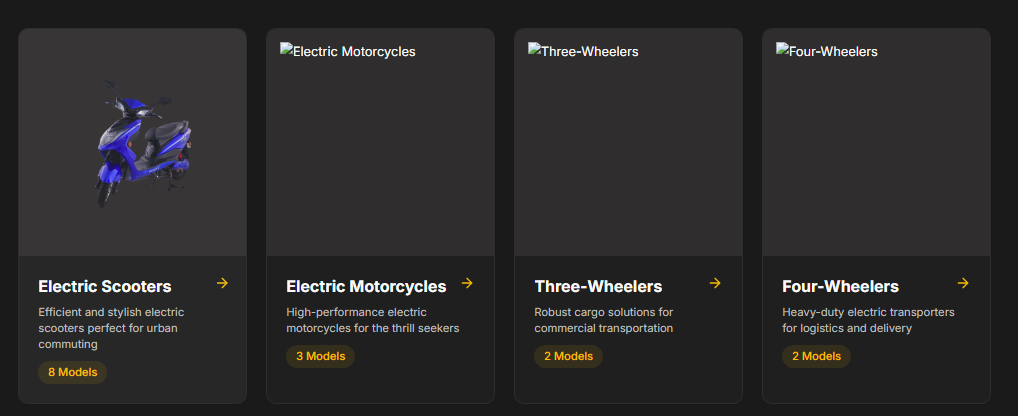 Electric Motorcycles
Three-Wheelers
Four-Wheelers
Electric Scooters
Efficient and stylish electric
scooters perfect for urban
commuting
8 Models
Electric Motorcycles
High-performance electric
motorcycles for the thrill seekers
3 Models
Three-Wheelers
Robust cargo solutions for
commercial transportation
2 Models
Four-Wheelers
Heavy-duty electric transporters
for logistics and delivery
2 Models